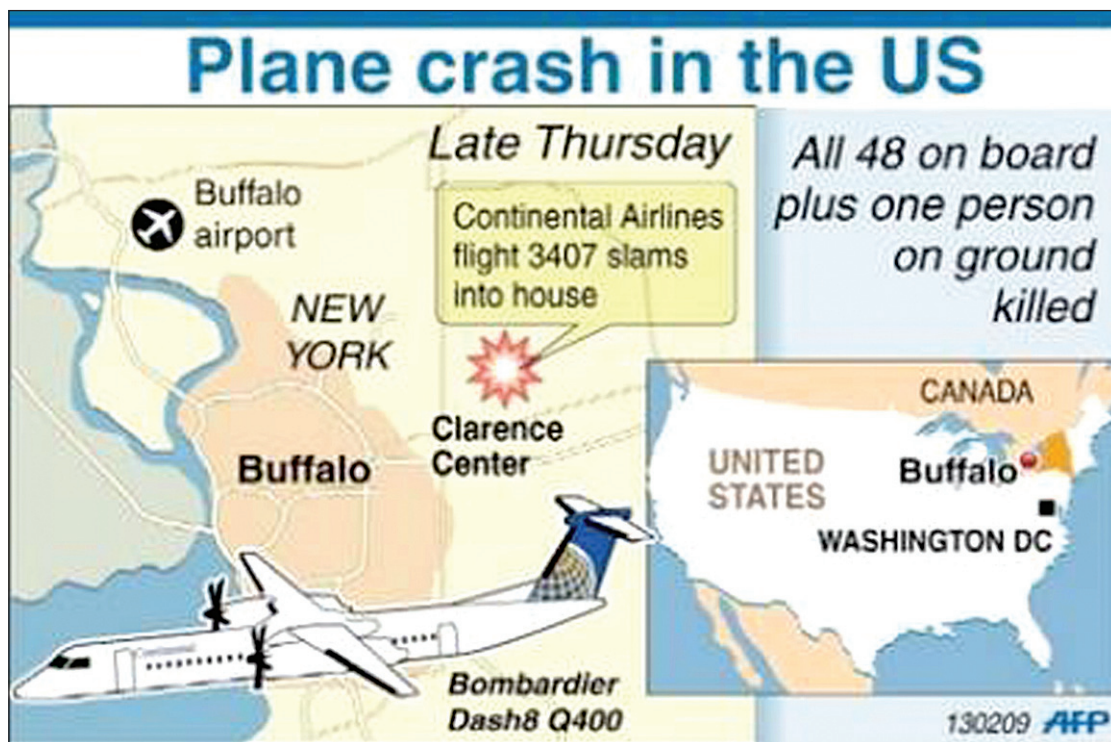 Plane crash in the US
Late Thursday
Buffalo
airport
Continental Airlines
flight 3407 slams
into house
All 48 on board
plus one person
on ground
killed
NEW
YORK
Clarence
Center
Buffalo
CANADA
UNITED
STATES
Buffalo
WASHINGTON DC
Bombardier
Dash8 Q400
130209 AFP